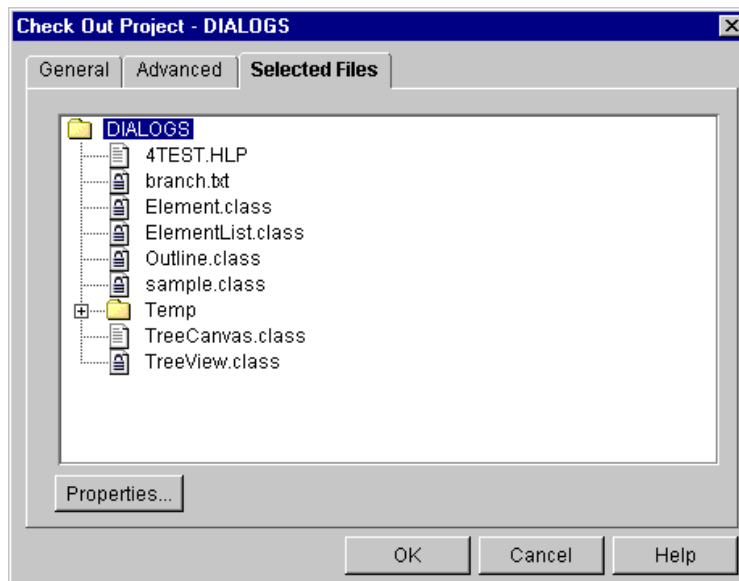 Check Out Project - DIALOGS
General Advanced Selected Files
DIALOGS
4TEST.HLP
branch.txt
Element.class
ElementList.class
Outline.class
sample.class
Temp
TreeCanvas.class
TreeView.class
Properties...
OK Cancel Help